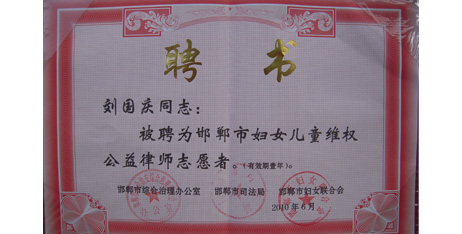 聘 书
刘国庆同志：
被聘为邯郸市妇女儿童维权
公益律师志愿者。（有效期壹年）。
邯郸市综合治理办公室 邯郸市司法局 邯郸市妇女联合会
2010年6月